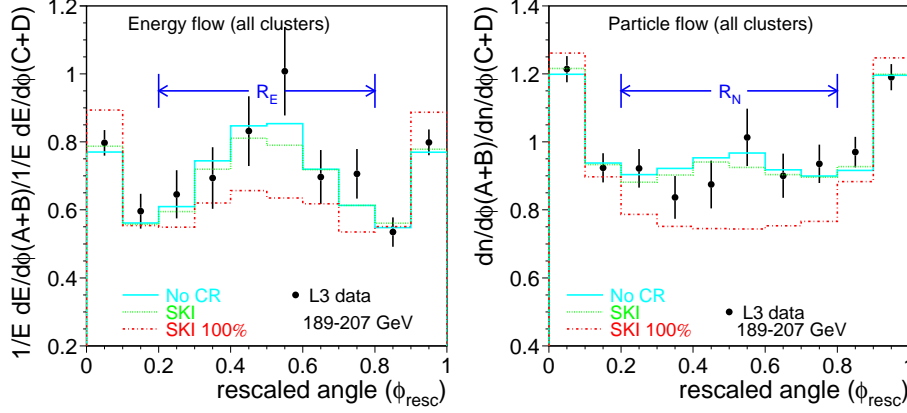 Energy flow (all clusters)
1/E dE/dϕ(A+B)/1/E dE/dϕ(C+D)
1
0.8
0.6
0.4
0.2
R_E
No CR
SKI
SKI 100%
L3 data
189-207 GeV
0 0.2 0.4 0.6 0.8 1
rescaled angle (ϕ_resc)
Particle flow (all clusters)
dn/dϕ(A+B)/dn/dϕ(C+D)
1.4
1.2
1
0.8
0.6
0.4
R_N
No CR
SKI
SKI 100%
L3 data
189-207 GeV
0 0.2 0.4 0.6 0.8 1
rescaled angle (ϕ_resc)